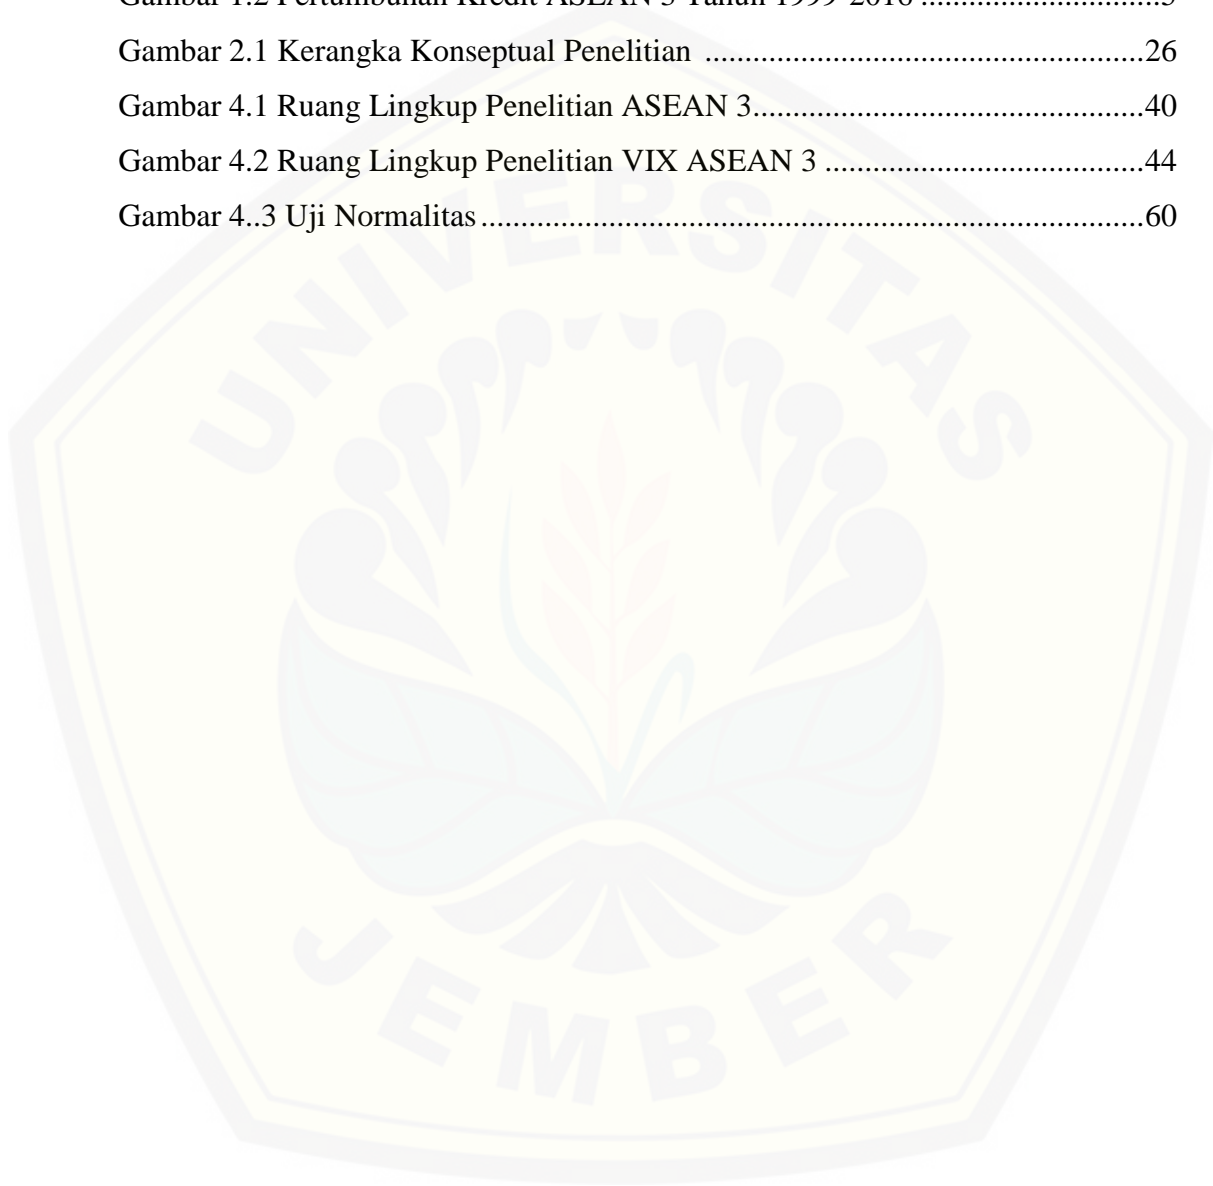 Gambar 1.2 Pertumbuhan Kredit ASEAN 3 Tahun 1999-2016 ..............................5
Gambar 2.1 Kerangka Konseptual Penelitian ........................................................26
Gambar 4.1 Ruang Lingkup Penelitian ASEAN 3..................................................40
Gambar 4.2 Ruang Lingkup Penelitian VIX ASEAN 3 .........................................44
Gambar 4..3 Uji Normalitas.....................................................................................60
UNIVERSITAS
JEMBER